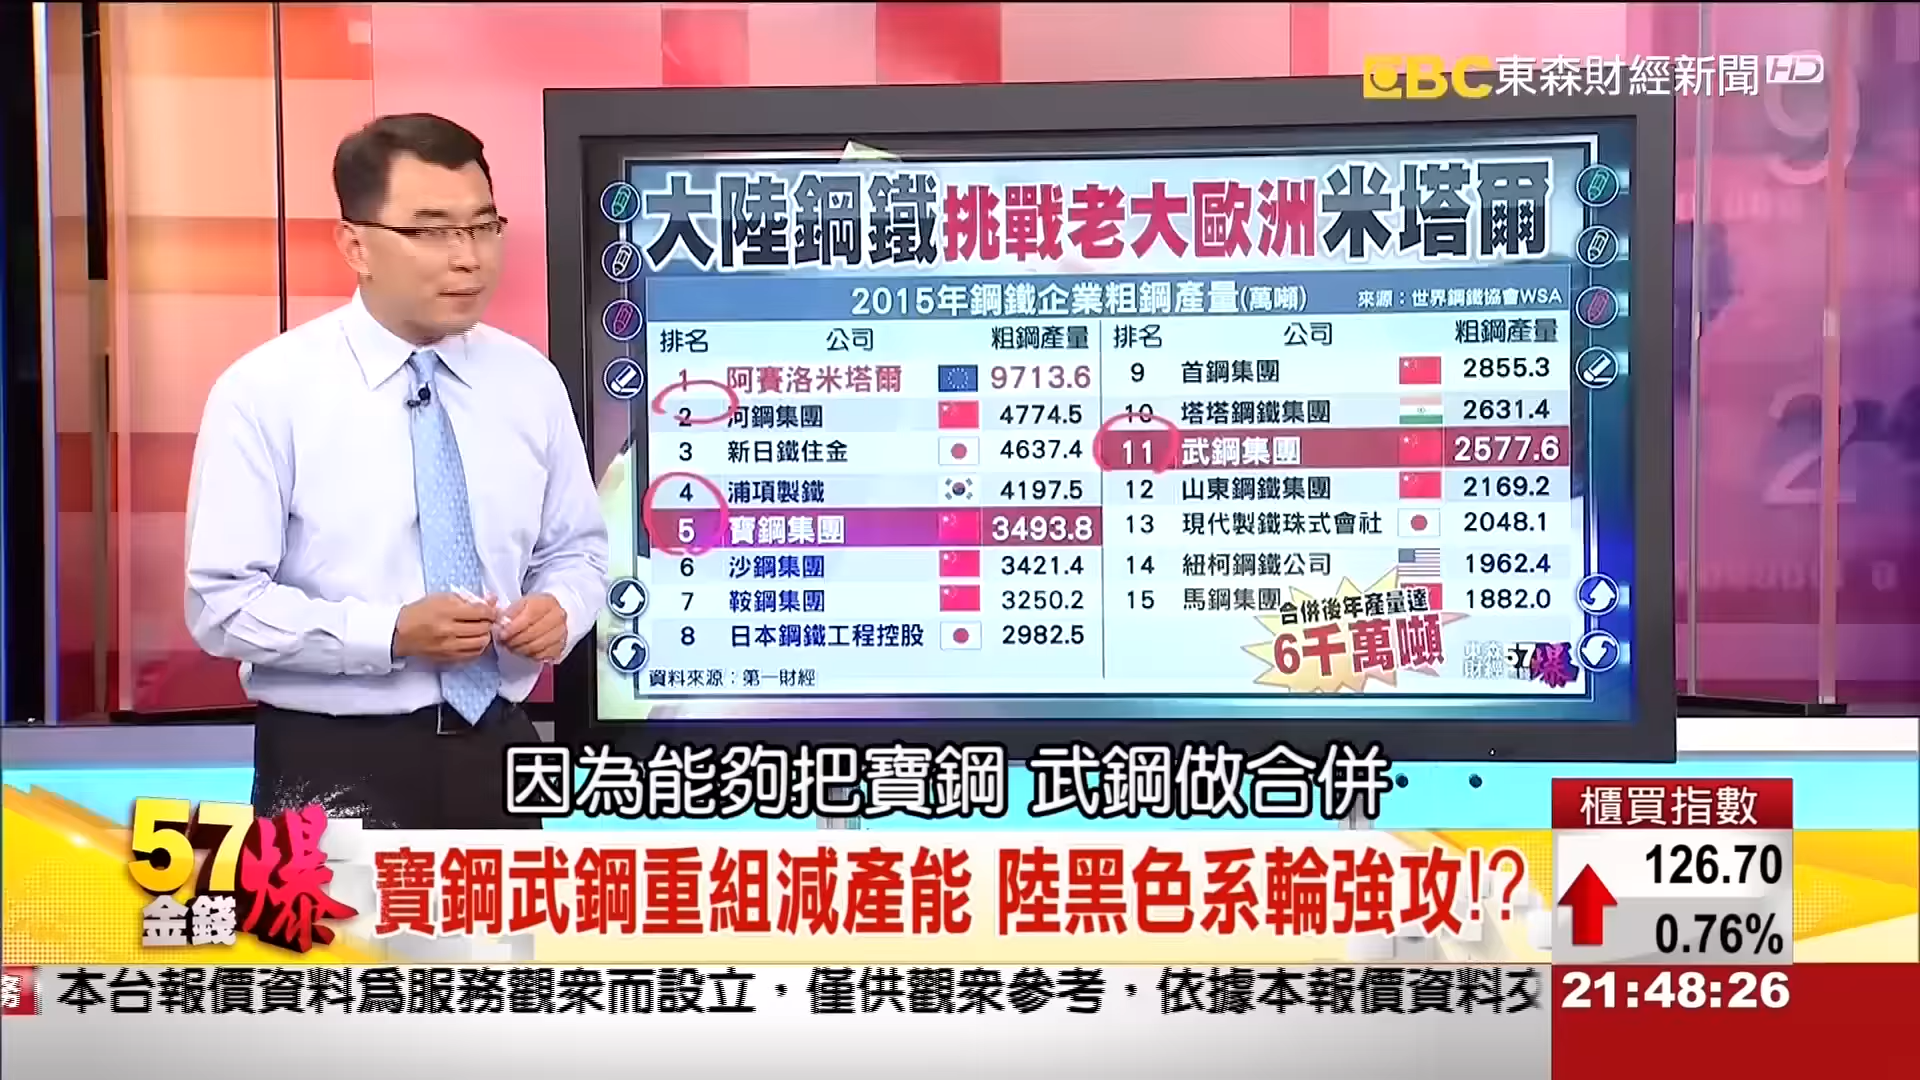 EBC東森財經新聞HD
大陸鋼鐵挑戰老大歐洲米塔爾
2015年鋼鐵企業粗鋼產量(萬噸) 來源：世界鋼鐵協會WSA
排名 公司 粗鋼產量
1 阿賽洛米塔爾 9713.6
2 河鋼集團 4774.5
3 新日鐵住金 4637.4
4 浦項製鐵 4197.5
5 寶鋼集團 3493.8
6 沙鋼集團 3421.4
7 鞍鋼集團 3250.2
8 日本鋼鐵工程控股 2982.5
資料來源：第一財經
排名 公司 粗鋼產量
9 首鋼集團 2855.3
10 塔塔鋼鐵集團 2631.4
11 武鋼集團 2577.6
12 山東鋼鐵集團 2169.2
13 現代製鐵珠式會社 2048.1
14 紐柯鋼鐵公司 1962.4
15 馬鋼集團 1882.0
合併後年產量達
6千萬噸
東森財經 57爆
因為能夠把寶鋼 武鋼做合併
57金錢爆
寶鋼武鋼重組減產能 陸黑色系輪強攻!?
櫃買指數
126.70
0.76%
本台報價資料為服務觀眾而設立，僅供觀眾參考，依據本報價資料交
21:48:26